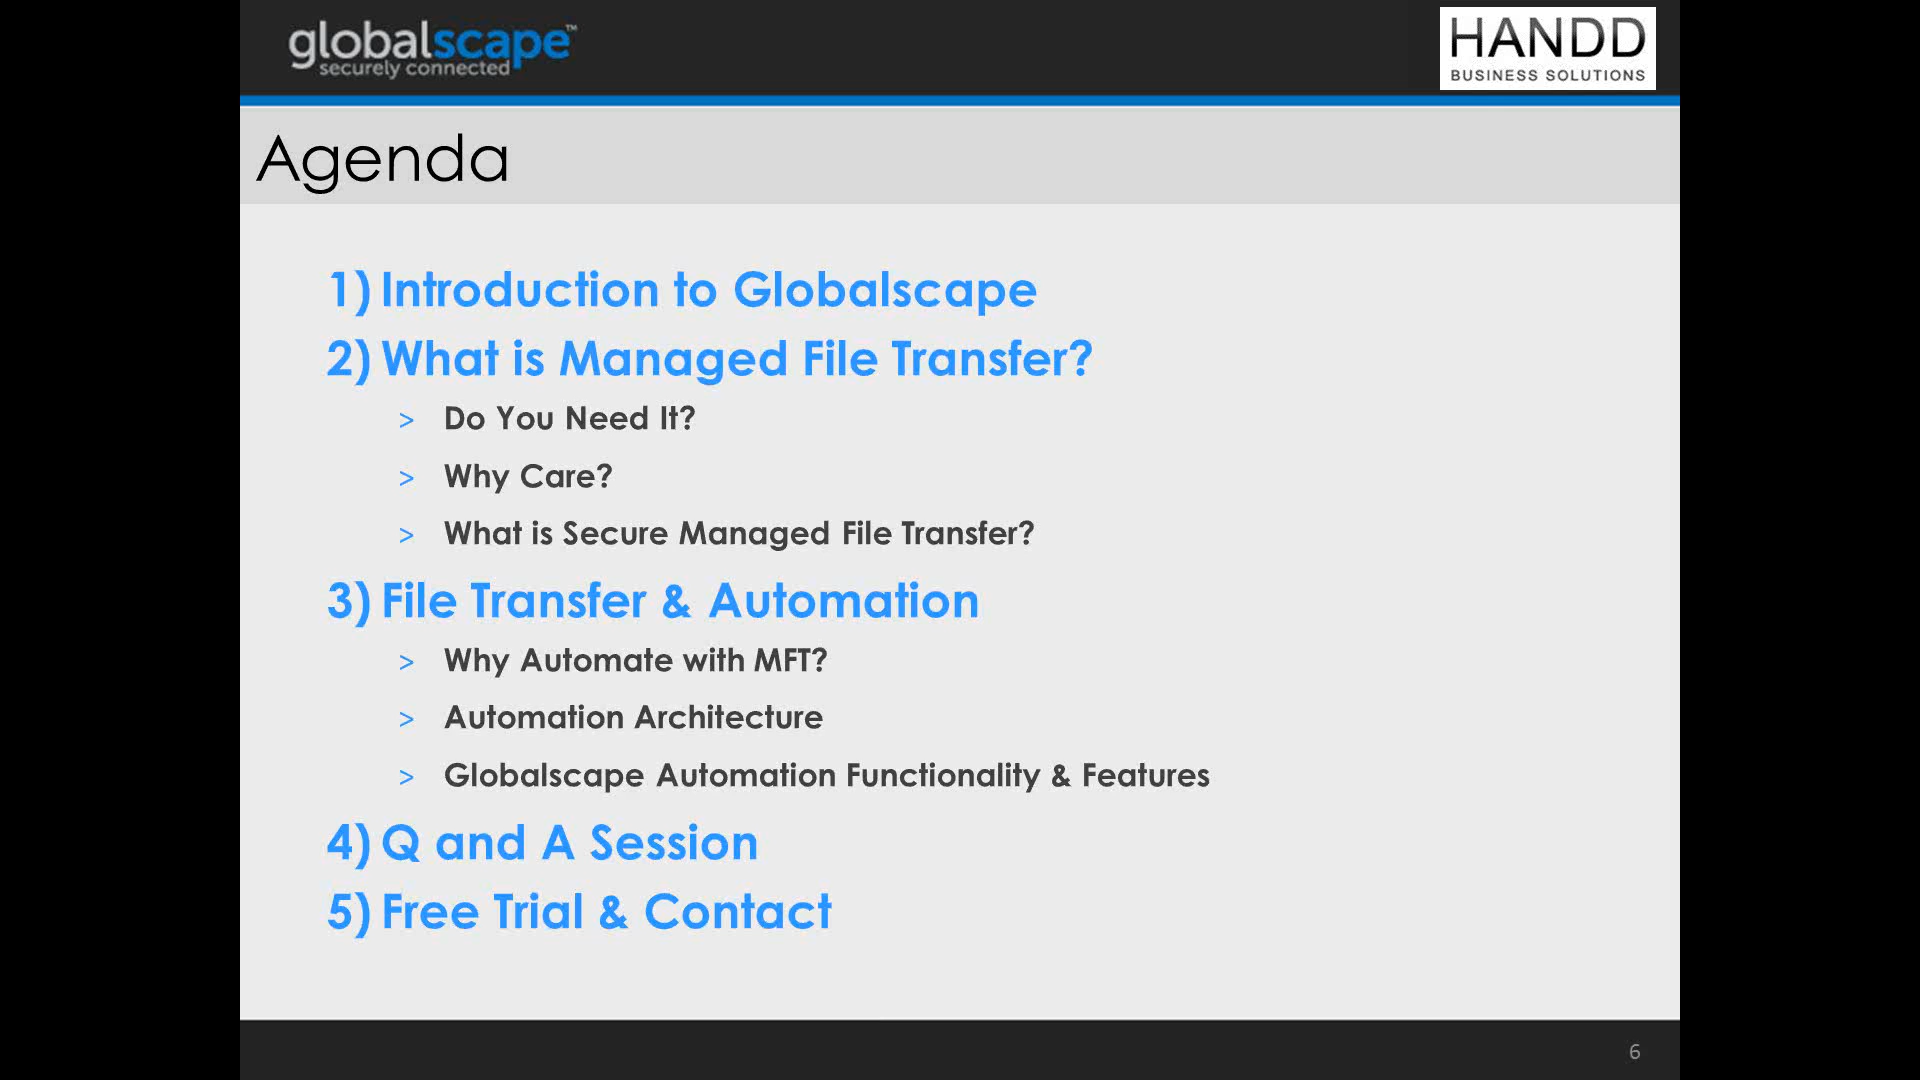 globalscape™
securely connected
HANDD
BUSINESS SOLUTIONS
Agenda
1) Introduction to Globalscape
2) What is Managed File Transfer?
> Do You Need It?
> Why Care?
> What is Secure Managed File Transfer?
3) File Transfer & Automation
> Why Automate with MFT?
> Automation Architecture
> Globalscape Automation Functionality & Features
4) Q and A Session
5) Free Trial & Contact
6